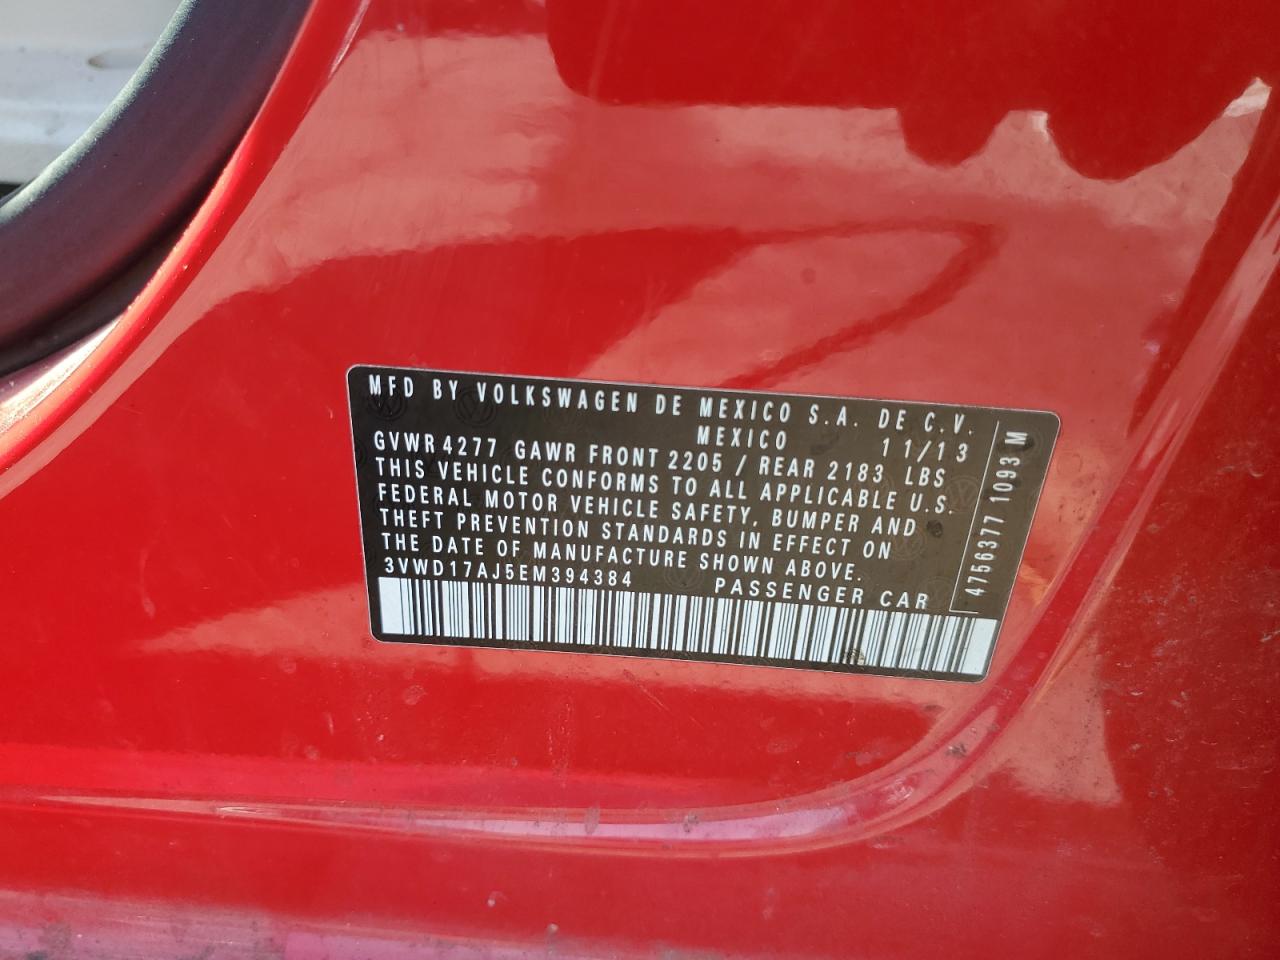 MFD BY VOLKSWAGEN DE MEXICO S.A. DE C.V.
MEXICO 11/13
GVWR 4277 GAWR FRONT 2205 / REAR 2183 LBS
THIS VEHICLE CONFORMS TO ALL APPLICABLE U.S.
FEDERAL MOTOR VEHICLE SAFETY, BUMPER AND
THEFT PREVENTION STANDARDS IN EFFECT ON
THE DATE OF MANUFACTURE SHOWN ABOVE.
3VWD17AJ5EM394384 PASSENGER CAR
4756377 1093 M